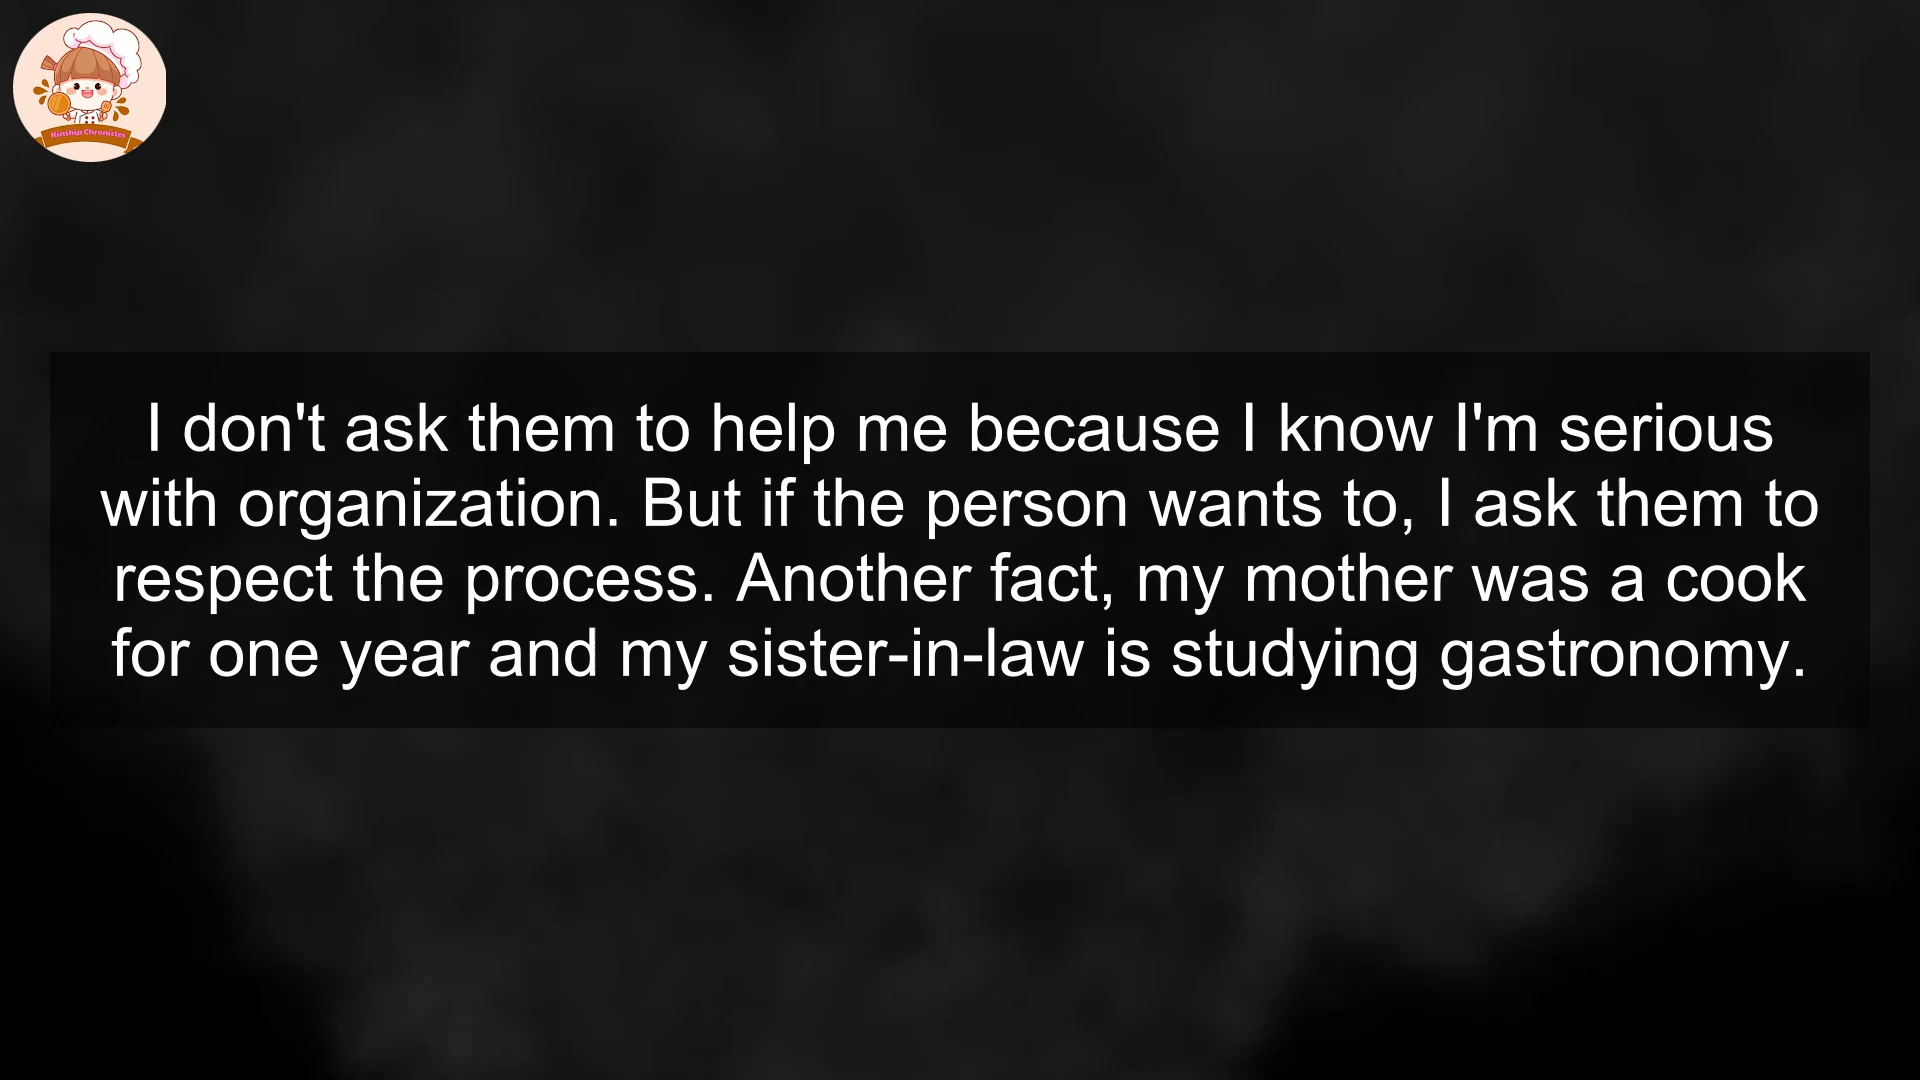 Kinship Chronicles
I don't ask them to help me because I know I'm serious
with organization. But if the person wants to, I ask them to
respect the process. Another fact, my mother was a cook
for one year and my sister-in-law is studying gastronomy.